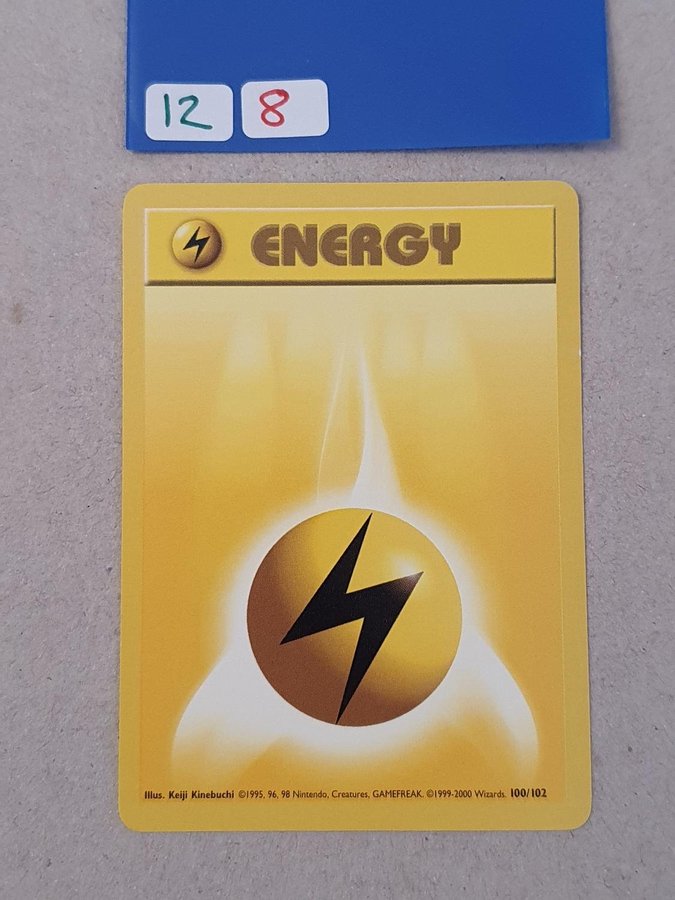 12 8
ENERGY
Illus. Keiji Kinebuchi ©1995, 96, 98 Nintendo, Creatures, GAMEFREAK. ©1999-2000 Wizards. 100/102